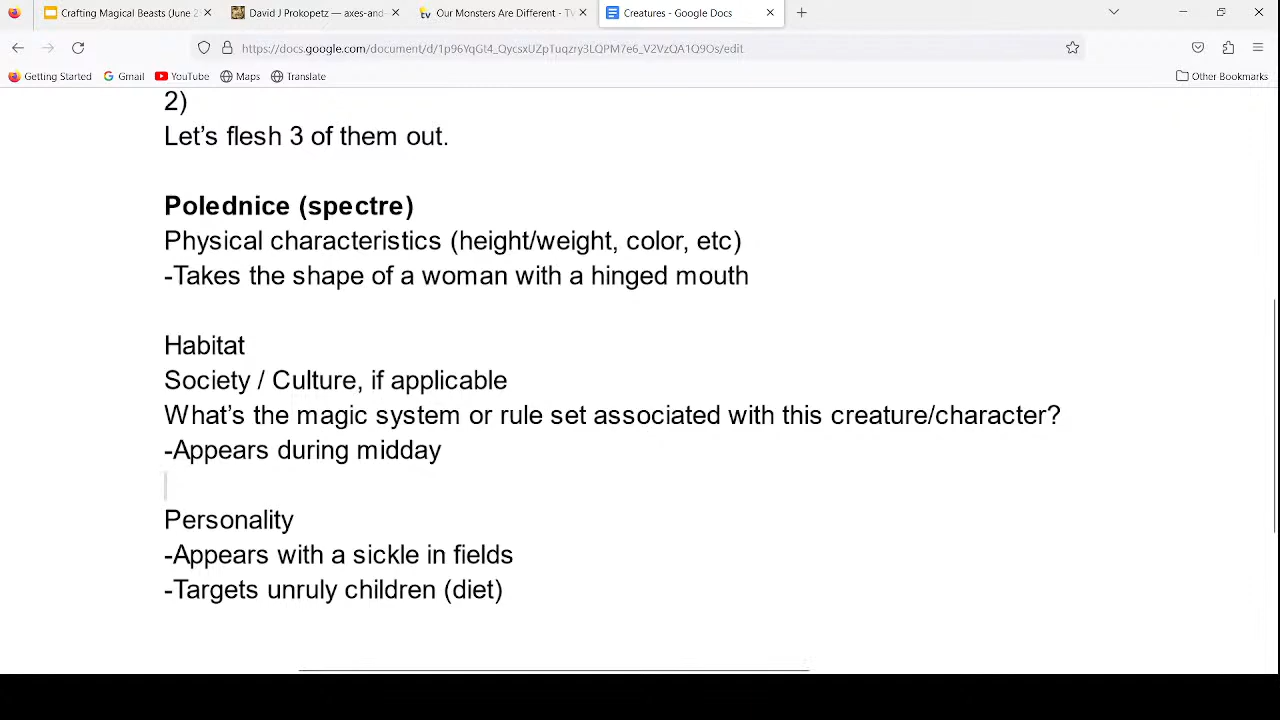 Crafting Magical Beasts (June 2
David J Prokopetz — axes-and-
Our Monsters Are Different - TV
Creatures - Google Docs
https://docs.google.com/document/d/1p96YqOi4_QycsxUZpTuqzry3LQPM7e6_V2VzQA1Q9Os/edit
Getting Started
Gmail
YouTube
Maps
Translate
Other Bookmarks
2)
Let's flesh 3 of them out.
Polednice (spectre)
Physical characteristics (height/weight, color, etc)
-Takes the shape of a woman with a hinged mouth
Habitat
Society / Culture, if applicable
What's the magic system or rule set associated with this creature/character?
-Appears during midday
Personality
-Appears with a sickle in fields
-Targets unruly children (diet)